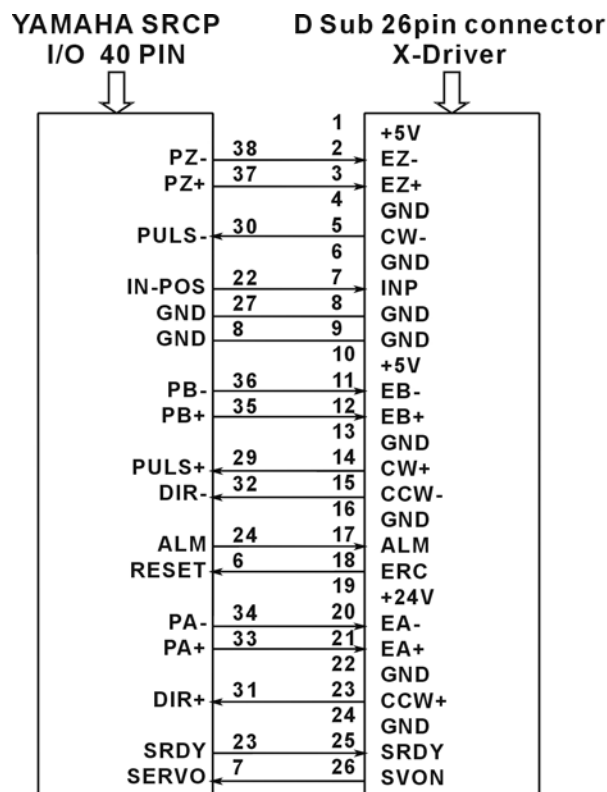 YAMAHA SRCP D Sub 26pin connector
I/O 40 PIN X-Driver
1 +5V
PZ- 38 2 EZ-
PZ+ 37 3 EZ+
4 GND
PULS- 30 5 CW-
6 GND
IN-POS 22 7 INP
GND 27 8 GND
GND 8 9 GND
10 +5V
PB- 36 11 EB-
PB+ 35 12 EB+
13 GND
PULS+ 29 14 CW+
DIR- 32 15 CCW-
16 GND
ALM 24 17 ALM
RESET 6 18 ERC
19 +24V
PA- 34 20 EA-
PA+ 33 21 EA+
22 GND
DIR+ 31 23 CCW+
24 GND
SRDY 23 25 SRDY
SERVO 7 26 SVON